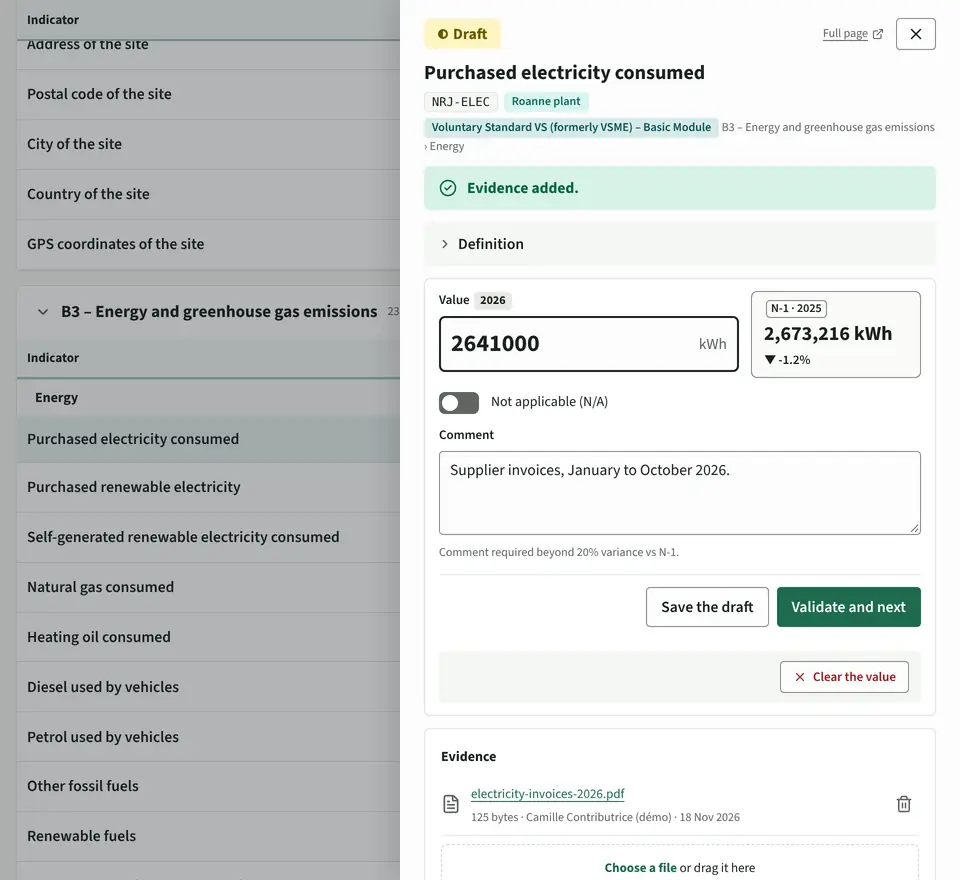 Indicator
Address of the site
Postal code of the site
City of the site
Country of the site
GPS coordinates of the site
B3 – Energy and greenhouse gas emissions 23
Indicator
Energy
Purchased electricity consumed
Purchased renewable electricity
Self-generated renewable electricity consumed
Natural gas consumed
Heating oil consumed
Diesel used by vehicles
Petrol used by vehicles
Other fossil fuels
Renewable fuels
Draft
Full page
Purchased electricity consumed
NRJ-ELEC Roanne plant
Voluntary Standard VS (formerly VSME) – Basic Module B3 – Energy and greenhouse gas emissions
› Energy
Evidence added.
Definition
Value 2026
2641000 kWh
N-1 · 2025
2,673,216 kWh
▼ -1.2%
Not applicable (N/A)
Comment
Supplier invoices, January to October 2026.
Comment required beyond 20% variance vs N-1.
Save the draft
Validate and next
Clear the value
Evidence
electricity-invoices-2026.pdf
125 bytes · Camille Contributrice (démo) · 18 Nov 2026
Choose a file or drag it here